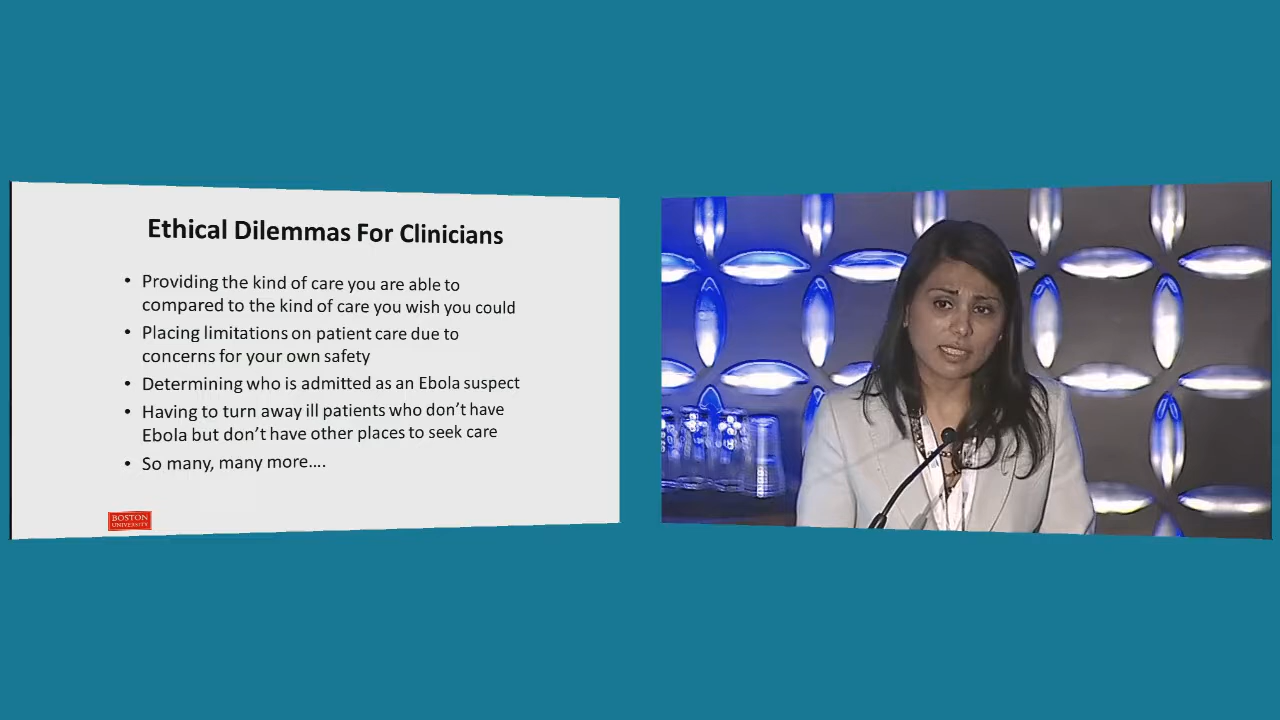 Ethical Dilemmas For Clinicians
• Providing the kind of care you are able to
compared to the kind of care you wish you could
• Placing limitations on patient care due to
concerns for your own safety
• Determining who is admitted as an Ebola suspect
• Having to turn away ill patients who don't have
Ebola but don't have other places to seek care
• So many, many more....
BOSTON
UNIVERSITY